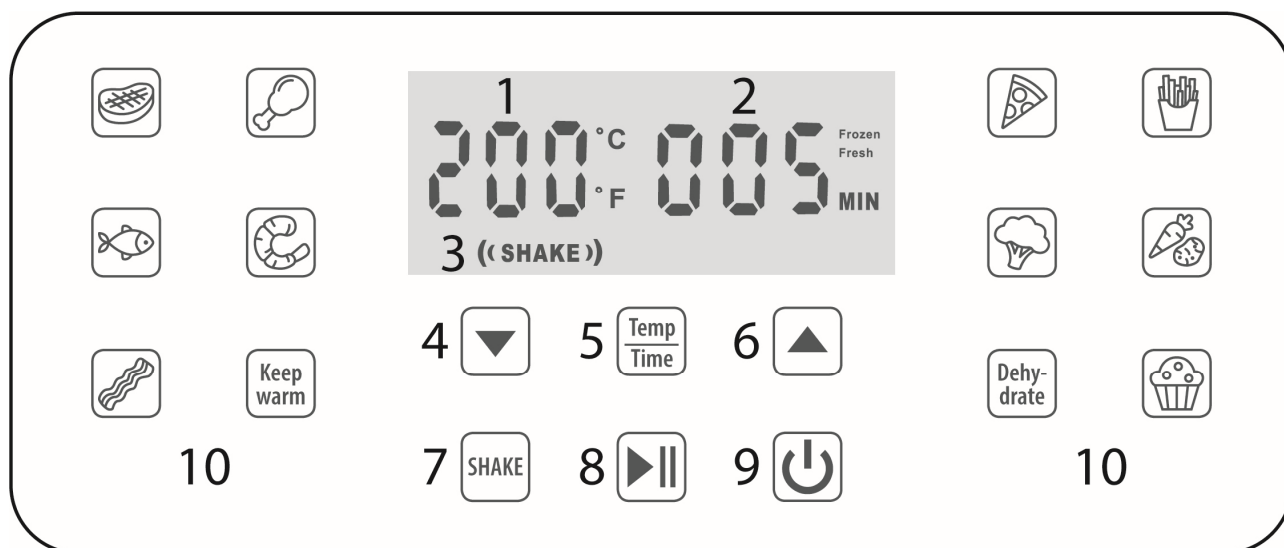 1
2
200 °C °F
005 Frozen Fresh MIN
3 ((SHAKE))
4
5 Temp
Time
6
Keep
warm
Dehy-
drate
7 SHAKE
8
9
10
10